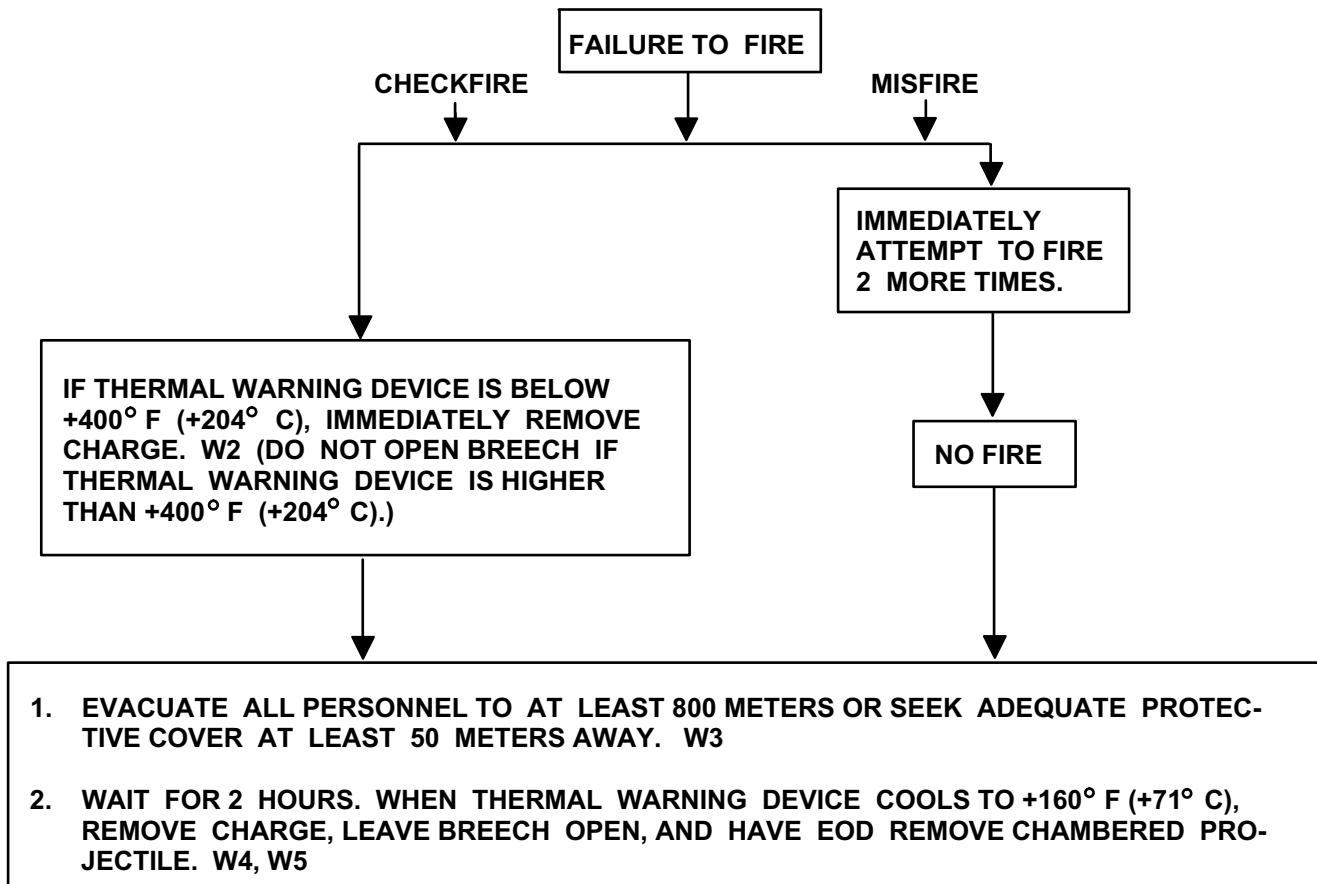 FAILURE TO FIRE
CHECKFIRE
MISFIRE
IMMEDIATELY
ATTEMPT TO FIRE
2 MORE TIMES.
IF THERMAL WARNING DEVICE IS BELOW
+400° F (+204° C), IMMEDIATELY REMOVE
CHARGE. W2 (DO NOT OPEN BREECH IF
THERMAL WARNING DEVICE IS HIGHER
THAN +400° F (+204° C).)
NO FIRE
1. EVACUATE ALL PERSONNEL TO AT LEAST 800 METERS OR SEEK ADEQUATE PROTEC-
TIVE COVER AT LEAST 50 METERS AWAY. W3
2. WAIT FOR 2 HOURS. WHEN THERMAL WARNING DEVICE COOLS TO +160° F (+71° C),
REMOVE CHARGE, LEAVE BREECH OPEN, AND HAVE EOD REMOVE CHAMBERED PRO-
JECTILE. W4, W5